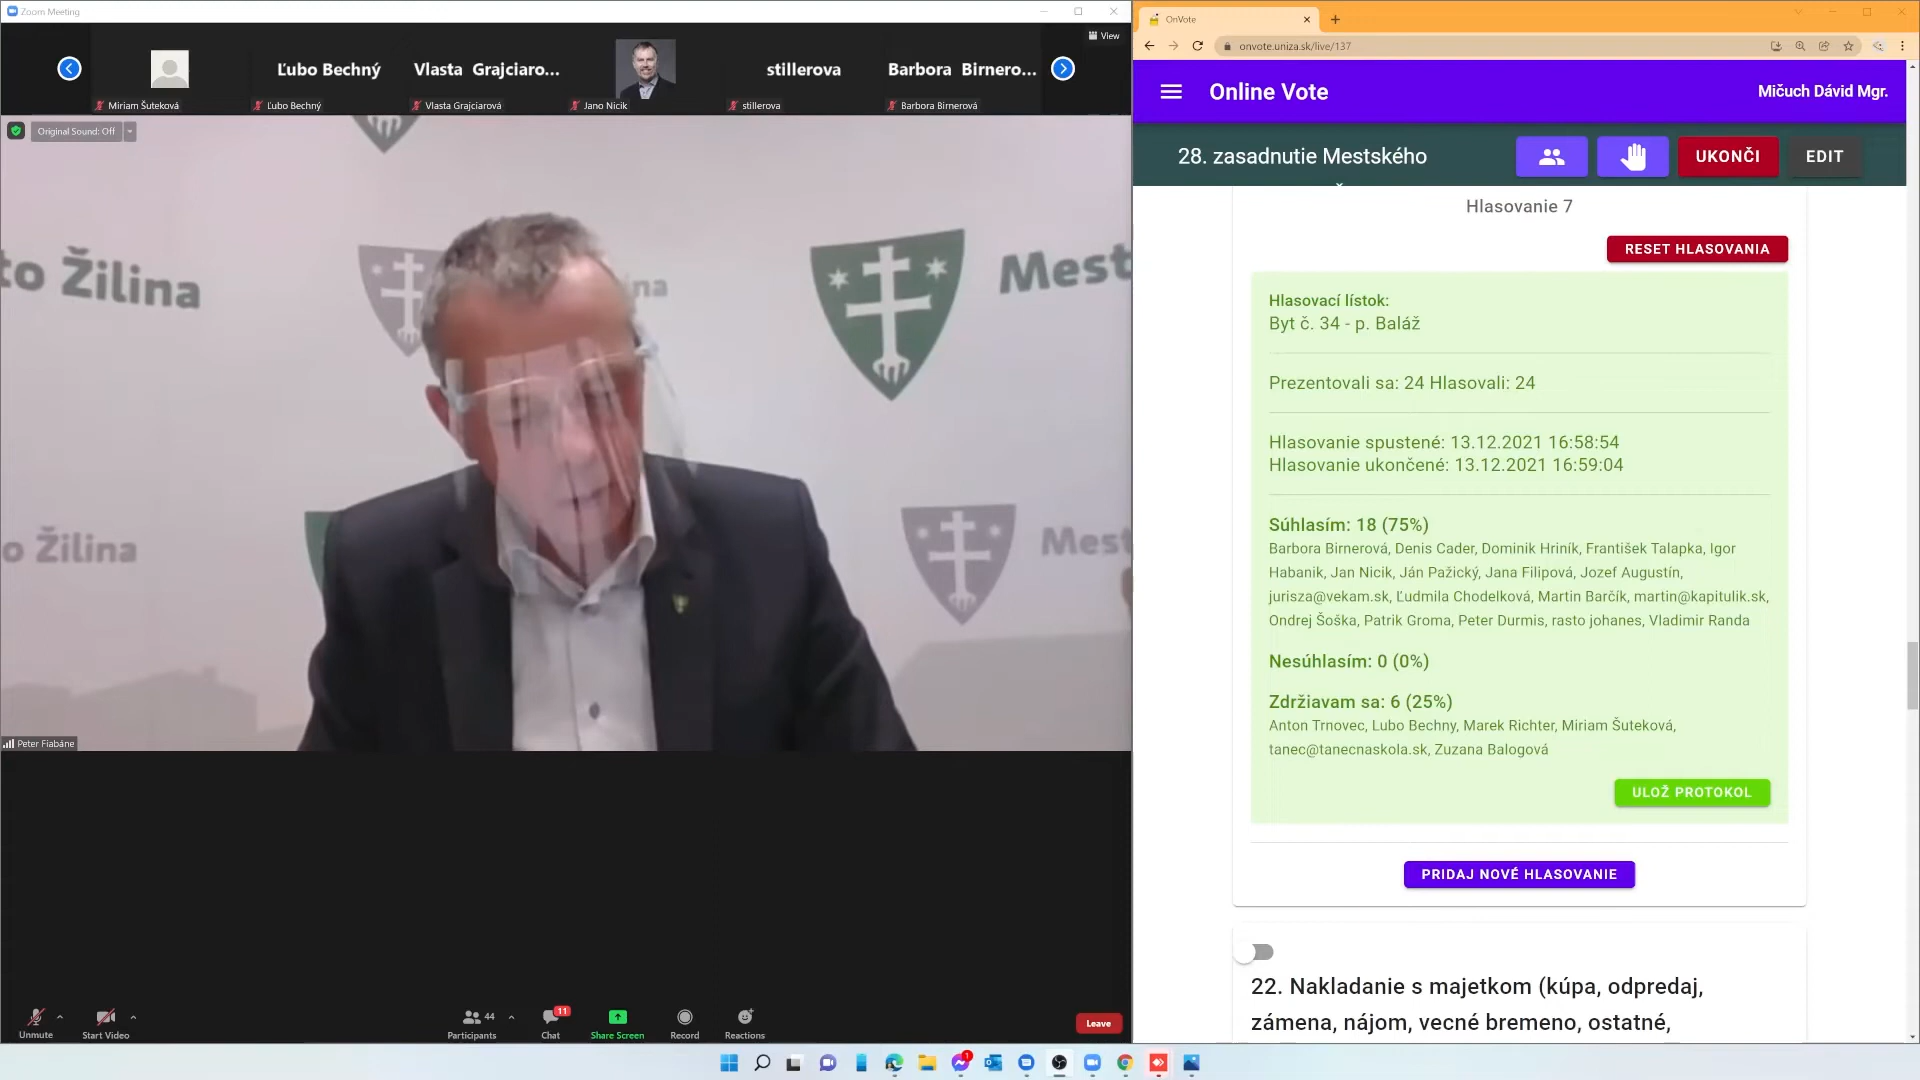 Zoom Meeting
View
Ľubo Bechný
Vlasta Grajciaro...
stillerova
Barbora Birnero...
Miriam Šuteková
Ľubo Bechný
Vlasta Grajciarová
Jano Nicik
stillerova
Barbora Birnerová
Original Sound: Off
to Žilina
ina
Mest
o Žilina
Mest
Peter Fiabáne
Unmute
Start Video
44
Participants
11
Chat
Share Screen
Record
Reactions
Leave
OnVote
onvote.uniza.sk/live/137
Online Vote
Mičuch Dávid Mgr.
28. zasadnutie Mestského
UKONČI
EDIT
Hlasovanie 7
RESET HLASOVANIA
Hlasovací lístok:
Byt č. 34 - p. Baláž
Prezentovali sa: 24 Hlasovali: 24
Hlasovanie spustené: 13.12.2021 16:58:54
Hlasovanie ukončené: 13.12.2021 16:59:04
Súhlasím: 18 (75%)
Barbora Birnerová, Denis Cader, Dominik Hriník, František Talapka, Igor
Habanik, Jan Nicik, Ján Pažický, Jana Filipová, Jozef Augustín,
jurisza@vekam.sk, Ľudmila Chodelková, Martin Barčík, martin@kapitulik.sk,
Ondrej Šoška, Patrik Groma, Peter Durmis, rasto johanes, Vladimir Randa
Nesúhlasím: 0 (0%)
Zdržiavam sa: 6 (25%)
Anton Trnovec, Lubo Bechny, Marek Richter, Miriam Šuteková,
tanec@tanecnaskola.sk, Zuzana Balogová
ULOŽ PROTOKOL
PRIDAJ NOVÉ HLASOVANIE
22. Nakladanie s majetkom (kúpa, odpredaj,
zámena, nájom, vecné bremeno, ostatné,
1